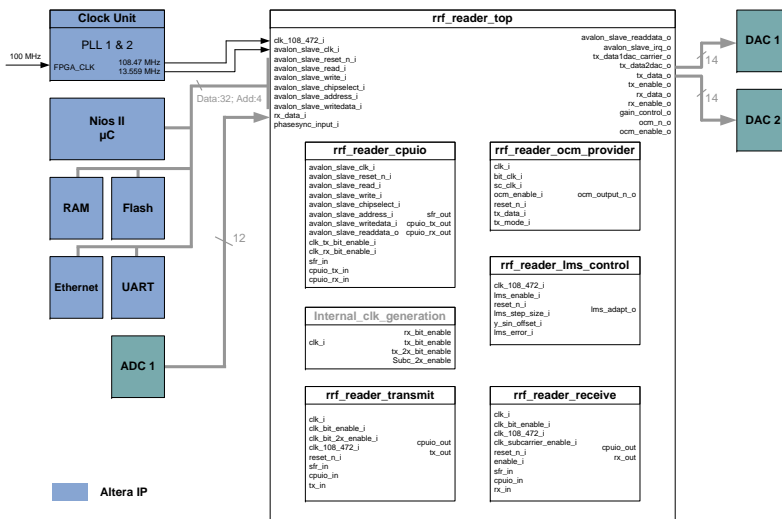 Clock Unit
PLL 1 & 2
100 MHz
FPGA_CLK
108.47 MHz
13.559 MHz
Nios II
µC
RAM
Flash
Ethernet
UART
ADC 1
Altera IP
Data:32; Add:4
12
rrf_reader_top
clk_108_472_i
avalon_slave_clk_i
avalon_slave_reset_n_i
avalon_slave_read_i
avalon_slave_write_i
avalon_slave_chipselect_i
avalon_slave_address_i
avalon_slave_writedata_i
rx_data_i
phasesync_input_i
avalon_slave_readdata_o
avalon_slave_irq_o
tx_data1dac_carrier_o
tx_data2dac_o
tx_data_o
tx_enable_o
rx_data_o
rx_enable_o
gain_control_o
ocm_n_o
ocm_enable_o
14
14
DAC 1
DAC 2
rrf_reader_cpuio
avalon_slave_clk_i
avalon_slave_reset_n_i
avalon_slave_read_i
avalon_slave_write_i
avalon_slave_chipselect_i
avalon_slave_address_i sfr_out
avalon_slave_writedata_i cpuio_tx_out
avalon_slave_readdata_o cpuio_rx_out
clk_tx_bit_enable_i
clk_rx_bit_enable_i
sfr_in
cpuio_tx_in
cpuio_rx_in
rrf_reader_ocm_provider
clk_i
bit_clk_i
sc_clk_i
ocm_enable_i ocm_output_n_o
reset_n_i
tx_data_i
tx_mode_i
rrf_reader_lms_control
clk_108_472_i
lms_enable_i
reset_n_i
lms_step_size_i lms_adapt_o
y_sin_offset_i
lms_error_i
Internal_clk_generation
rx_bit_enable
clk_i tx_bit_enable
tx_2x_bit_enable
Subc_2x_enable
rrf_reader_transmit
clk_i
clk_bit_enable_i
clk_bit_2x_enable_i
clk_108_472_i
cpuio_out
reset_n_i
tx_out
sfr_in
cpuio_in
tx_in
rrf_reader_receive
clk_i
clk_bit_enable_i
clk_108_472_i
clk_subcarrier_enable_i
reset_n_i
cpuio_out
enable_i
rx_out
sfr_in
cpuio_in
rx_in